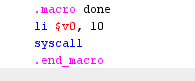 .macro done
li $v0, 10
syscall
.end_macro